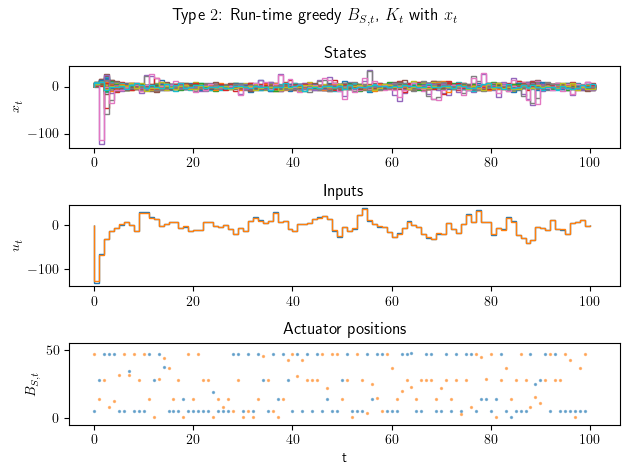 Type 2: Run-time greedy $B_{S,t}$, $K_t$ with $x_t$
States
0
−100
$x_t$
0 20 40 60 80 100
Inputs
0
−100
$u_t$
0 20 40 60 80 100
Actuator positions
50
0
$B_{S,t}$
0 20 40 60 80 100
t